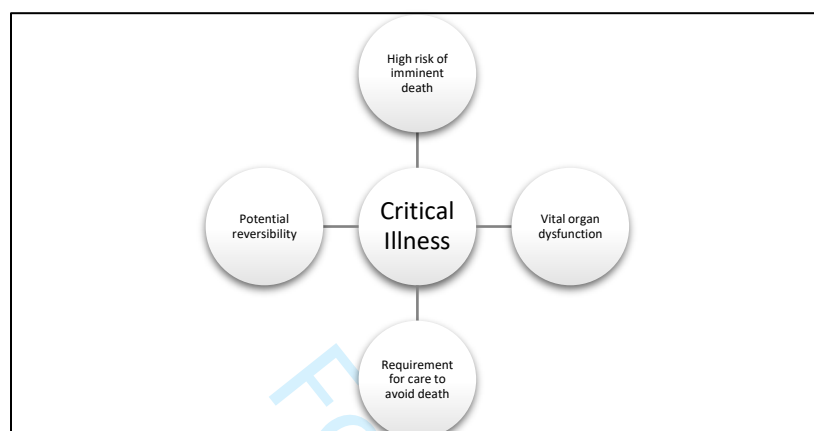 High risk of
imminent
death
Potential
reversibility
Critical
Illness
Vital organ
dysfunction
Requirement
for care to
avoid death